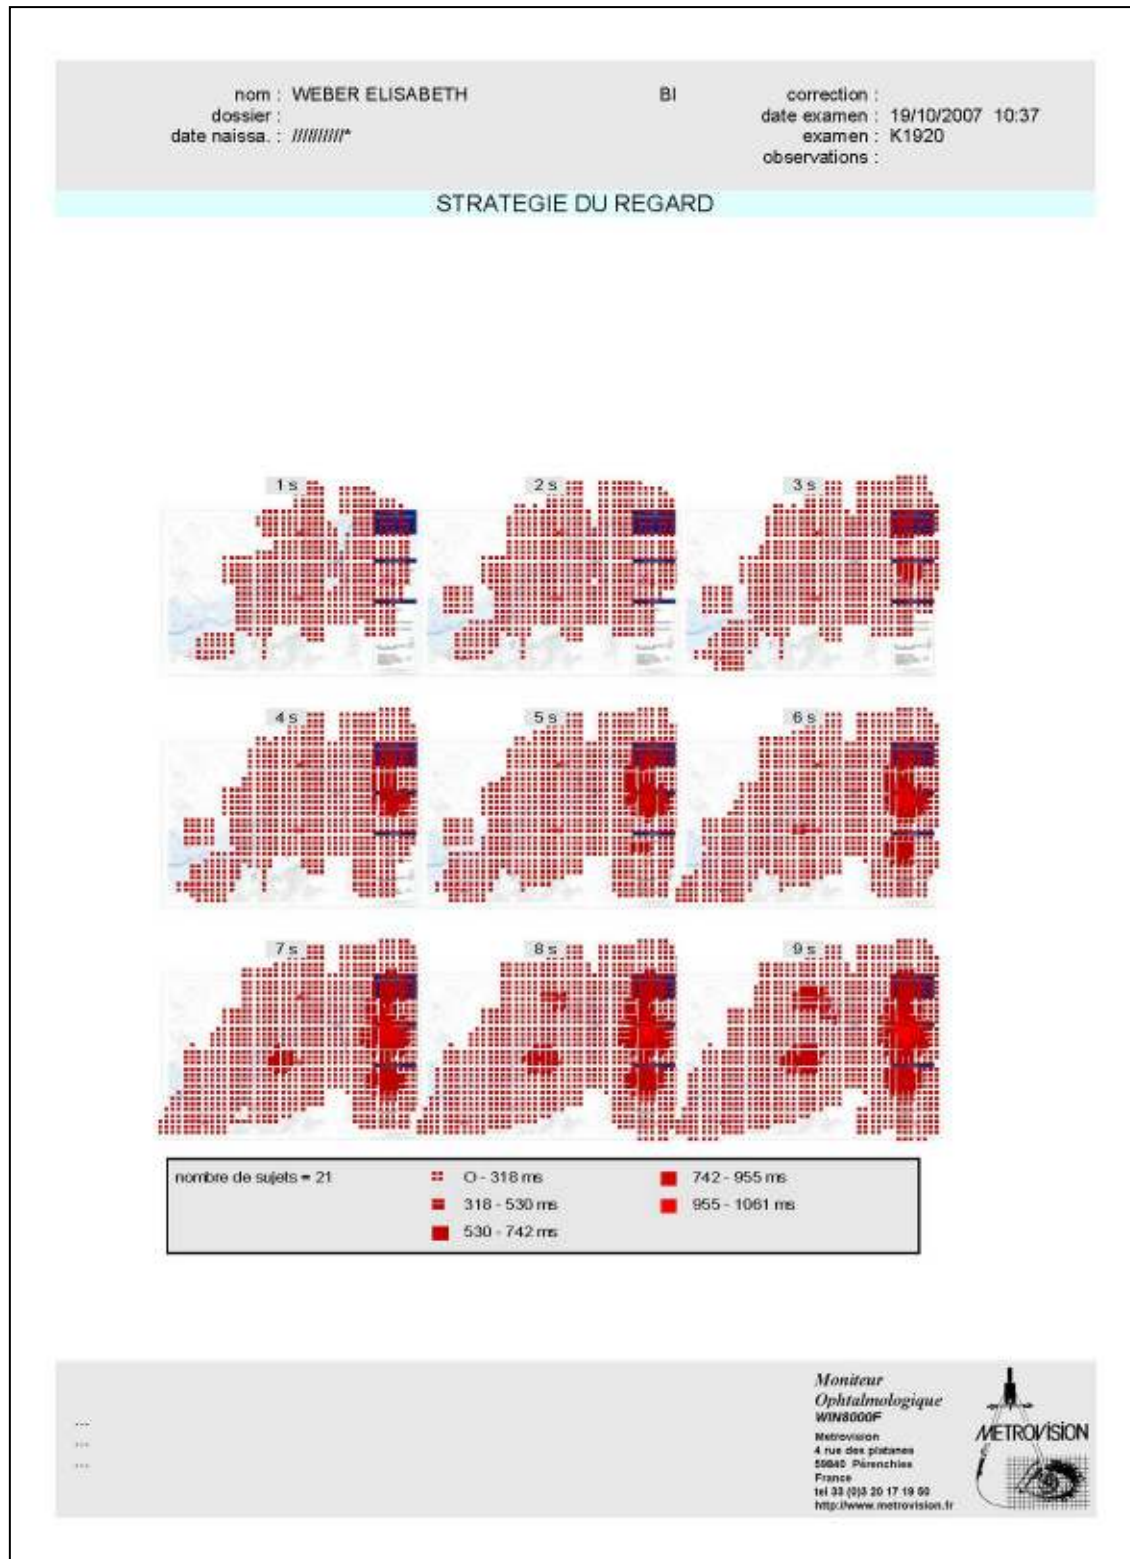 nom : WEBER ELISABETH BI correction :
dossier : date examen : 19/10/2007 10:37
date naissa. : //////////* examen : K1920
observations :
STRATEGIE DU REGARD
1 s 2 s 3 s
4 s 5 s 6 s
7 s 8 s 9 s
nombre de sujets = 21 O - 318 ms 742 - 955 ms
318 - 530 ms 955 - 1061 ms
530 - 742 ms
Moniteur
Ophtalmologique
WIN8000F
Metrovision
4 rue des platanes
59840 Pérenchies
France
tel 33 (0)3 20 17 19 50
http://www.metrovision.fr
METROVISION
...
...
...